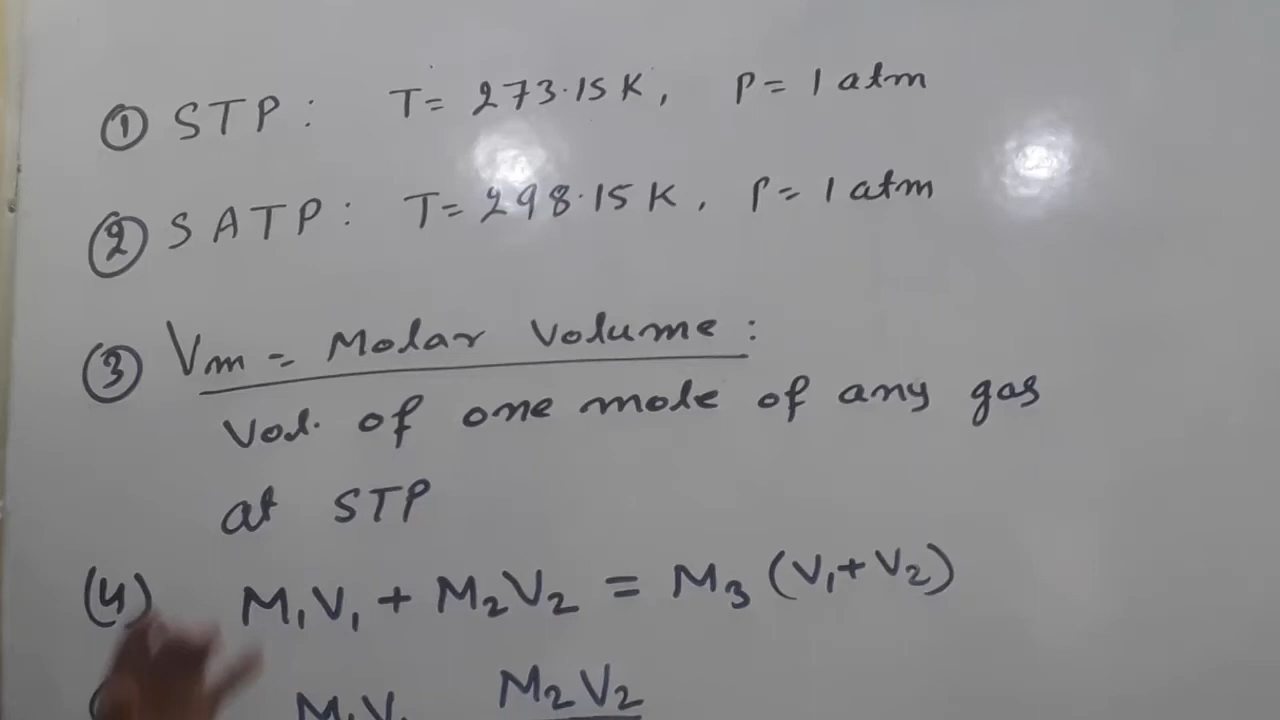 ① STP : T = 273.15 K, P = 1 atm
② SATP : T = 298.15 K, P = 1 atm
③ Vm = Molar Volume :
Vol. of one mole of any gas
at STP
(4) M₁V₁ + M₂V₂ = M₃ (V₁ + V₂)
M₁V₁ M₂V₂